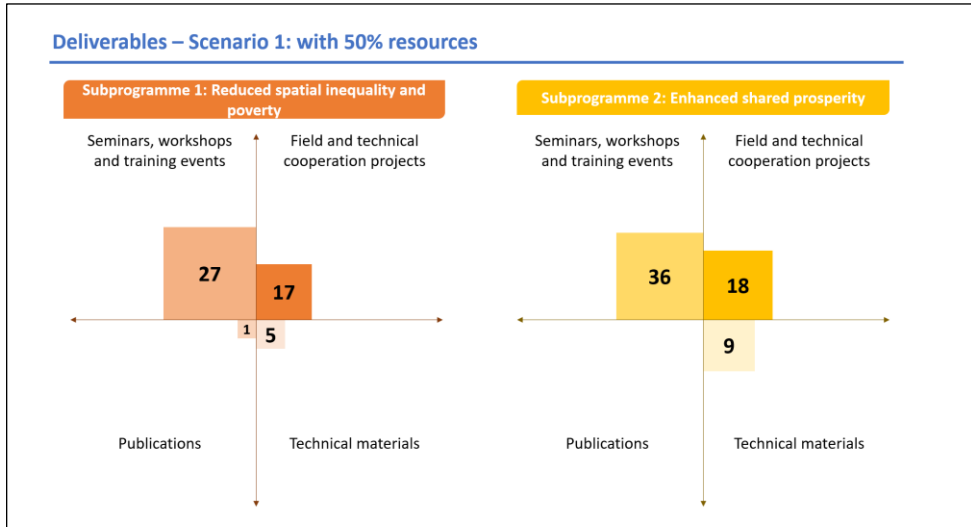 Deliverables – Scenario 1: with 50% resources
Subprogramme 1: Reduced spatial inequality and
poverty
Seminars, workshops
and training events
Field and technical
cooperation projects
27
17
1
5
Publications
Technical materials
Subprogramme 2: Enhanced shared prosperity
Seminars, workshops
and training events
Field and technical
cooperation projects
36
18
9
Publications
Technical materials